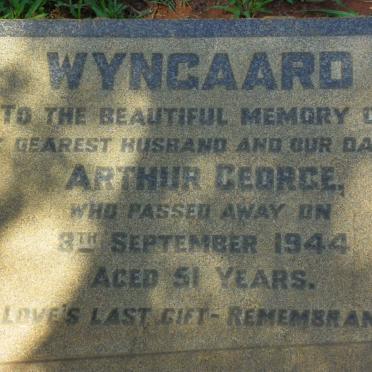 WYNGAARD
TO THE BEAUTIFUL MEMORY O
DEAREST HUSBAND AND OUR DA
ARTHUR GEORGE,
WHO PASSED AWAY ON
8TH SEPTEMBER 1944
AGED 51 YEARS.
LOVE'S LAST GIFT - REMEMBRAN